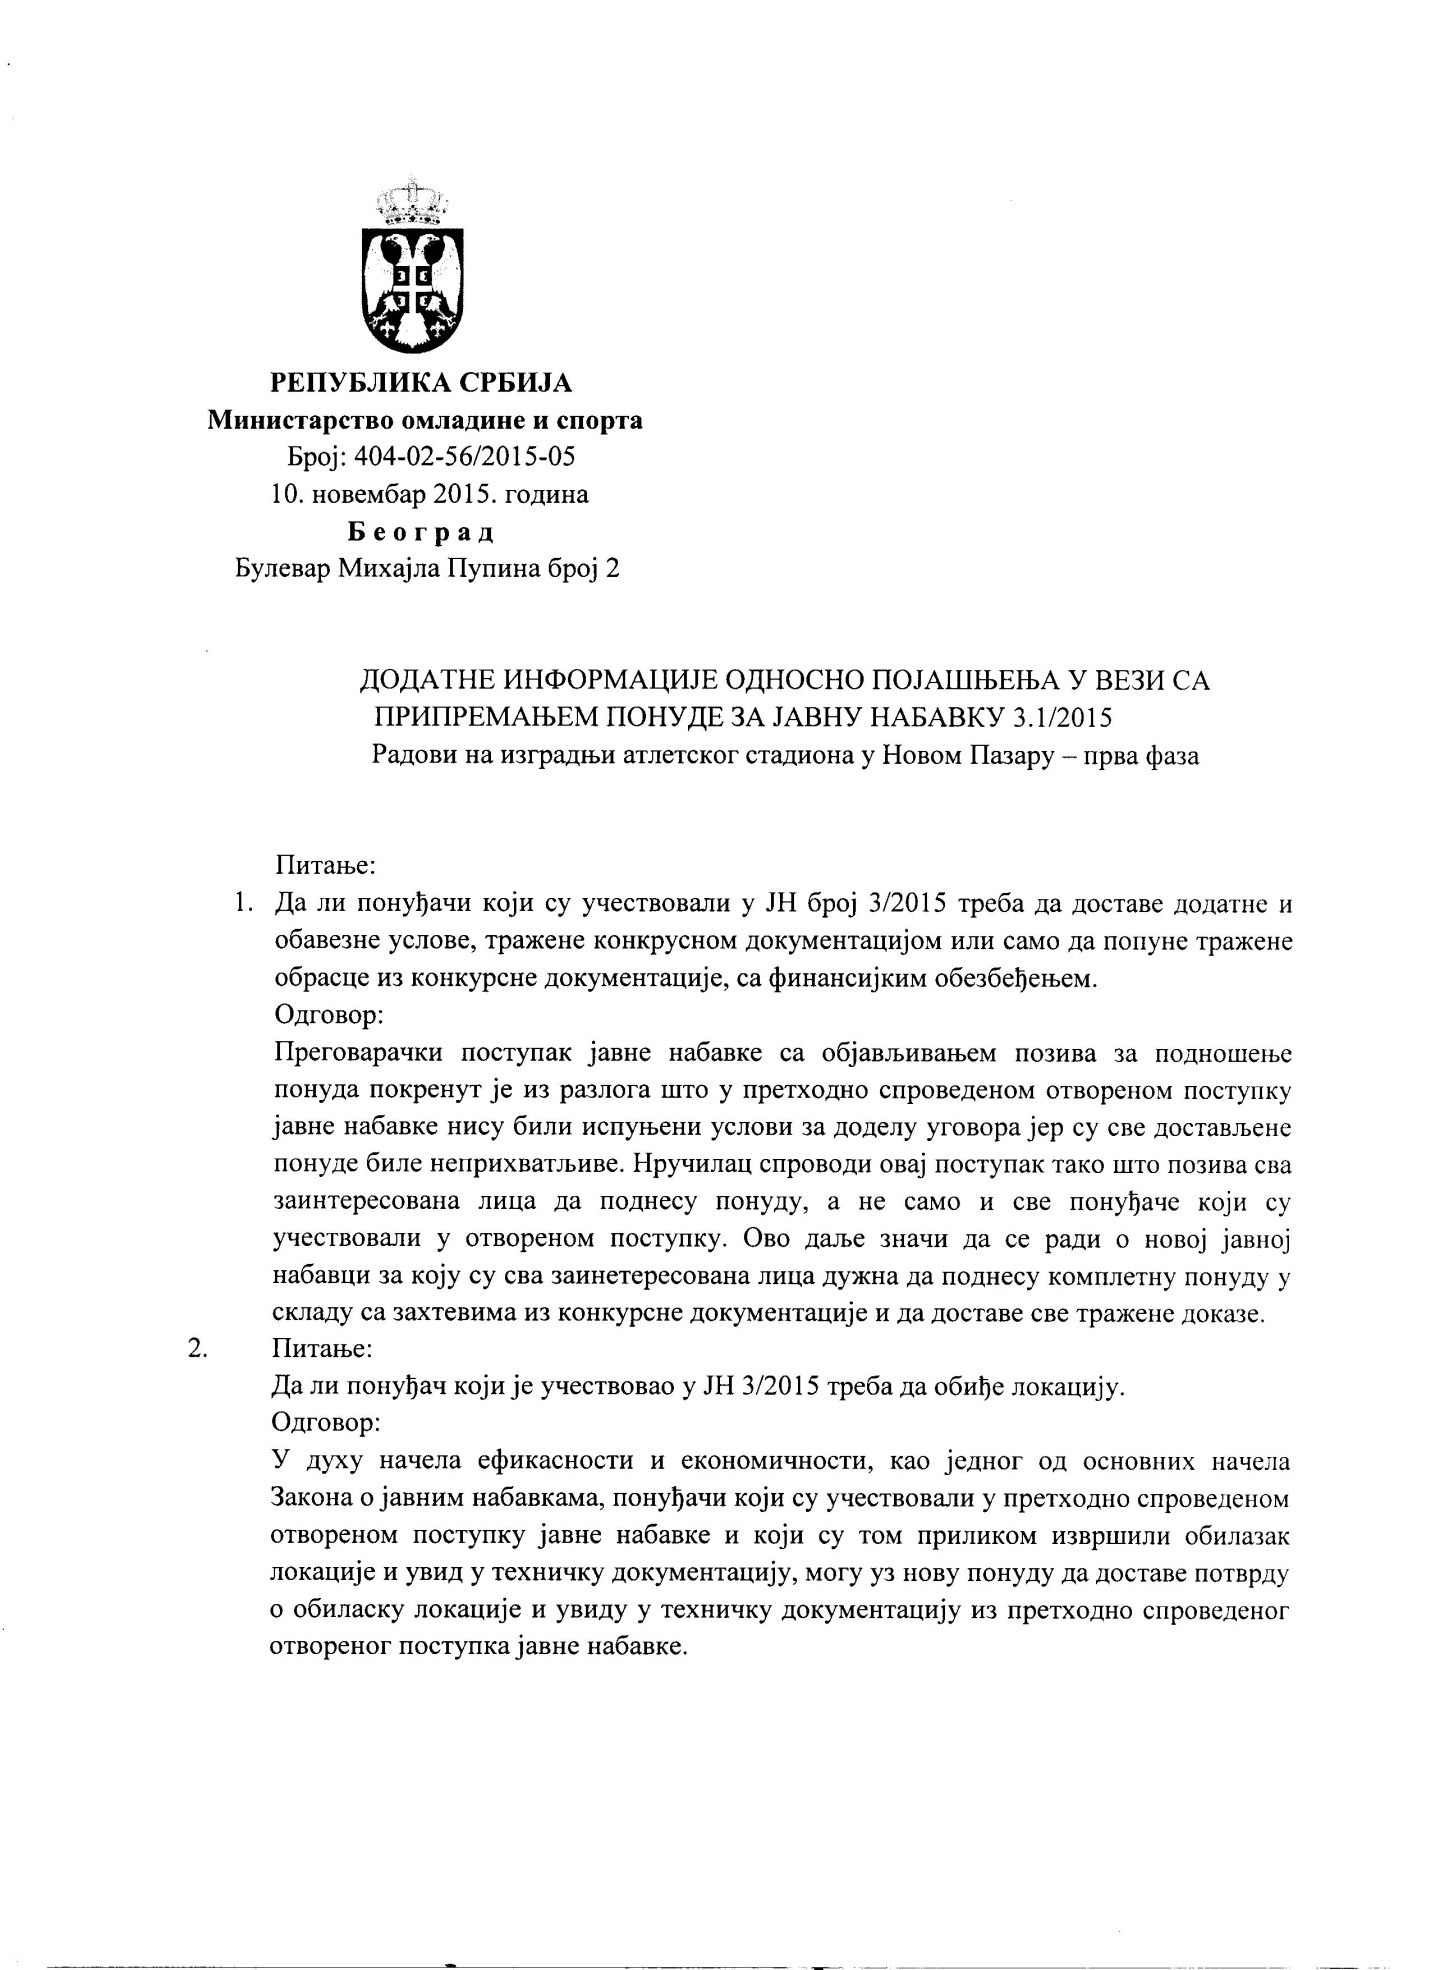 РЕПУБЛИКА СРБИЈА
Министарство омладине и спорта
Број: 404-02-56/2015-05
10. новембар 2015. година
Б е о г р а д
Булевар Михајла Пупина број 2
ДОДАТНЕ ИНФОРМАЦИЈЕ ОДНОСНО ПОЈАШЊЕЊА У ВЕЗИ СА
ПРИПРЕМАЊЕМ ПОНУДЕ ЗА ЈАВНУ НАБАВКУ 3.1/2015
Радови на изградњи атлетског стадиона у Новом Пазару – прва фаза
Питање:
1. Да ли понуђачи који су учествовали у ЈН број 3/2015 треба да доставе додатне и
обавезне услове, тражене конкрусном документацијом или само да попуне тражене
обрасце из конкурсне документације, са финансијким обезбеђењем.
Одговор:
Преговарачки поступак јавне набавке са објављивањем позива за подношење
понуда покренут је из разлога што у претходно спроведеном отвореном поступку
јавне набавке нису били испуњени услови за доделу уговора јер су све достављене
понуде биле неприхватљиве. Нручилац спроводи овај поступак тако што позива сва
заинтересована лица да поднесу понуду, а не само и све понуђаче који су
учествовали у отвореном поступку. Ово даље значи да се ради о новој јавној
набавци за коју су сва заинетересована лица дужна да поднесу комплетну понуду у
складу са захтевима из конкурсне документације и да доставе све тражене доказе.
2. Питање:
Да ли понуђач који је учествовао у ЈН 3/2015 треба да обиђе локацију.
Одговор:
У духу начела ефикасности и економичности, као једног од основних начела
Закона о јавним набавкама, понуђачи који су учествовали у претходно спроведеном
отвореном поступку јавне набавке и који су том приликом извршили обилазак
локације и увид у техничку документацију, могу уз нову понуду да доставе потврду
о обиласку локације и увиду у техничку документацију из претходно спроведеног
отвореног поступка јавне набавке.